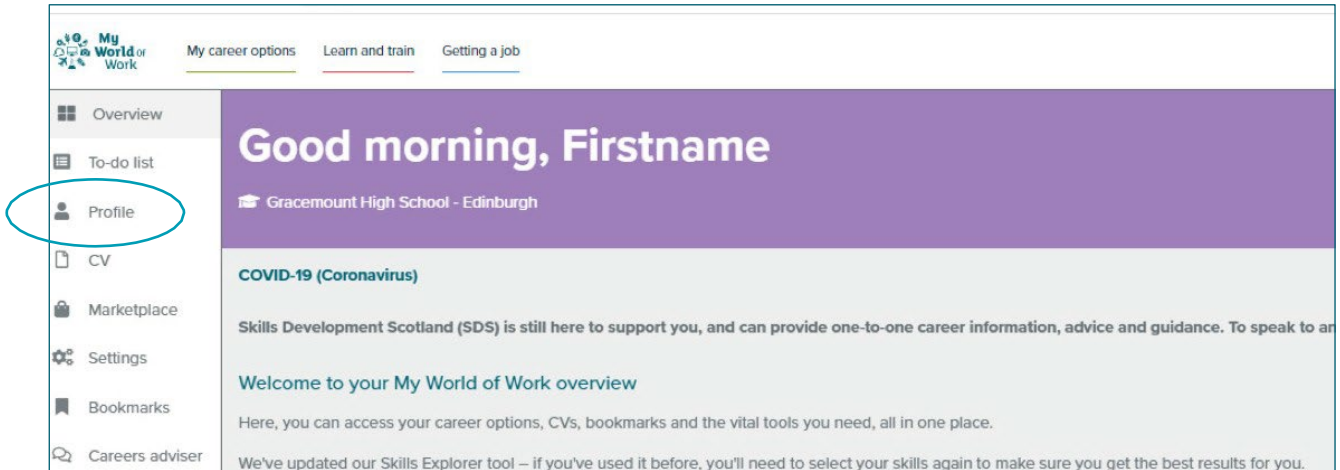 My
World of
Work
My career options
Learn and train
Getting a job
Overview
To-do list
Profile
CV
Marketplace
Settings
Bookmarks
Careers adviser
Good morning, Firstname
Gracemount High School - Edinburgh
COVID-19 (Coronavirus)
Skills Development Scotland (SDS) is still here to support you, and can provide one-to-one career information, advice and guidance. To speak to an
Welcome to your My World of Work overview
Here, you can access your career options, CVs, bookmarks and the vital tools you need, all in one place.
We've updated our Skills Explorer tool – if you've used it before, you'll need to select your skills again to make sure you get the best results for you.